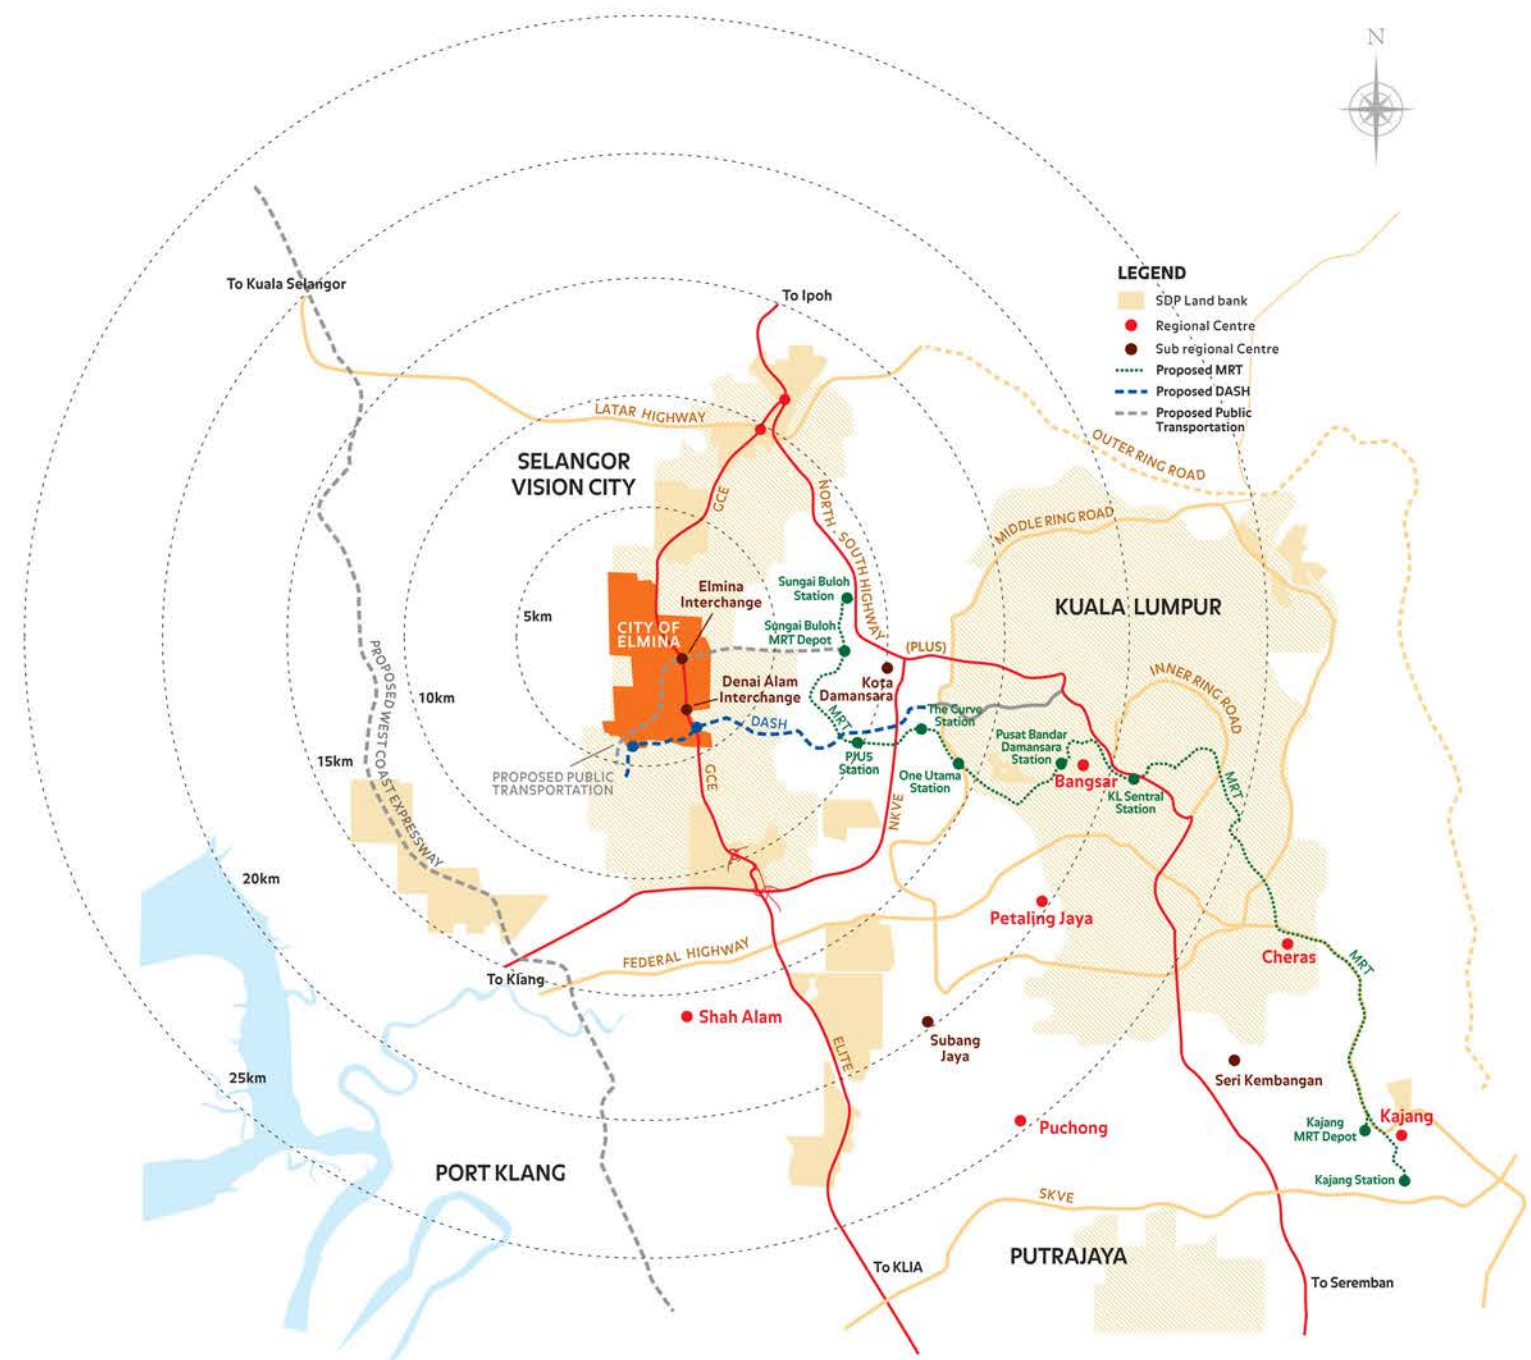 N
To Kuala Selangor
To Ipoh
LEGEND
SDP Land bank
Regional Centre
Sub regional Centre
Proposed MRT
Proposed DASH
Proposed Public
Transportation
LATAR HIGHWAY
OUTER RING ROAD
SELANGOR
VISION CITY
GCE
NORTH - SOUTH HIGHWAY
MIDDLE RING ROAD
Elmina
Interchange
Sungai Buloh
Station
5km
CITY OF
ELMINA
Sungai Buloh
MRT Depot
KUALA LUMPUR
(PLUS)
INNER RING ROAD
PROPOSED WEST COAST EXPRESSWAY
10km
Denai Alam
Interchange
Kota
Damansara
MRT
DASH
The Curve
Station
Pusat Bandar
Damansara
Station
15km
PROPOSED PUBLIC
TRANSPORTATION
GCE
PJU5
Station
One Utama
Station
Bangsar
KL Sentral
Station
MRT
NKVE
20km
Petaling Jaya
FEDERAL HIGHWAY
Cheras
MRT
To Klang
Shah Alam
ELITE
Subang
Jaya
25km
Seri Kembangan
Puchong
Kajang
MRT Depot
Kajang
PORT KLANG
Kajang Station
SKVE
PUTRAJAYA
To KLIA
To Seremban